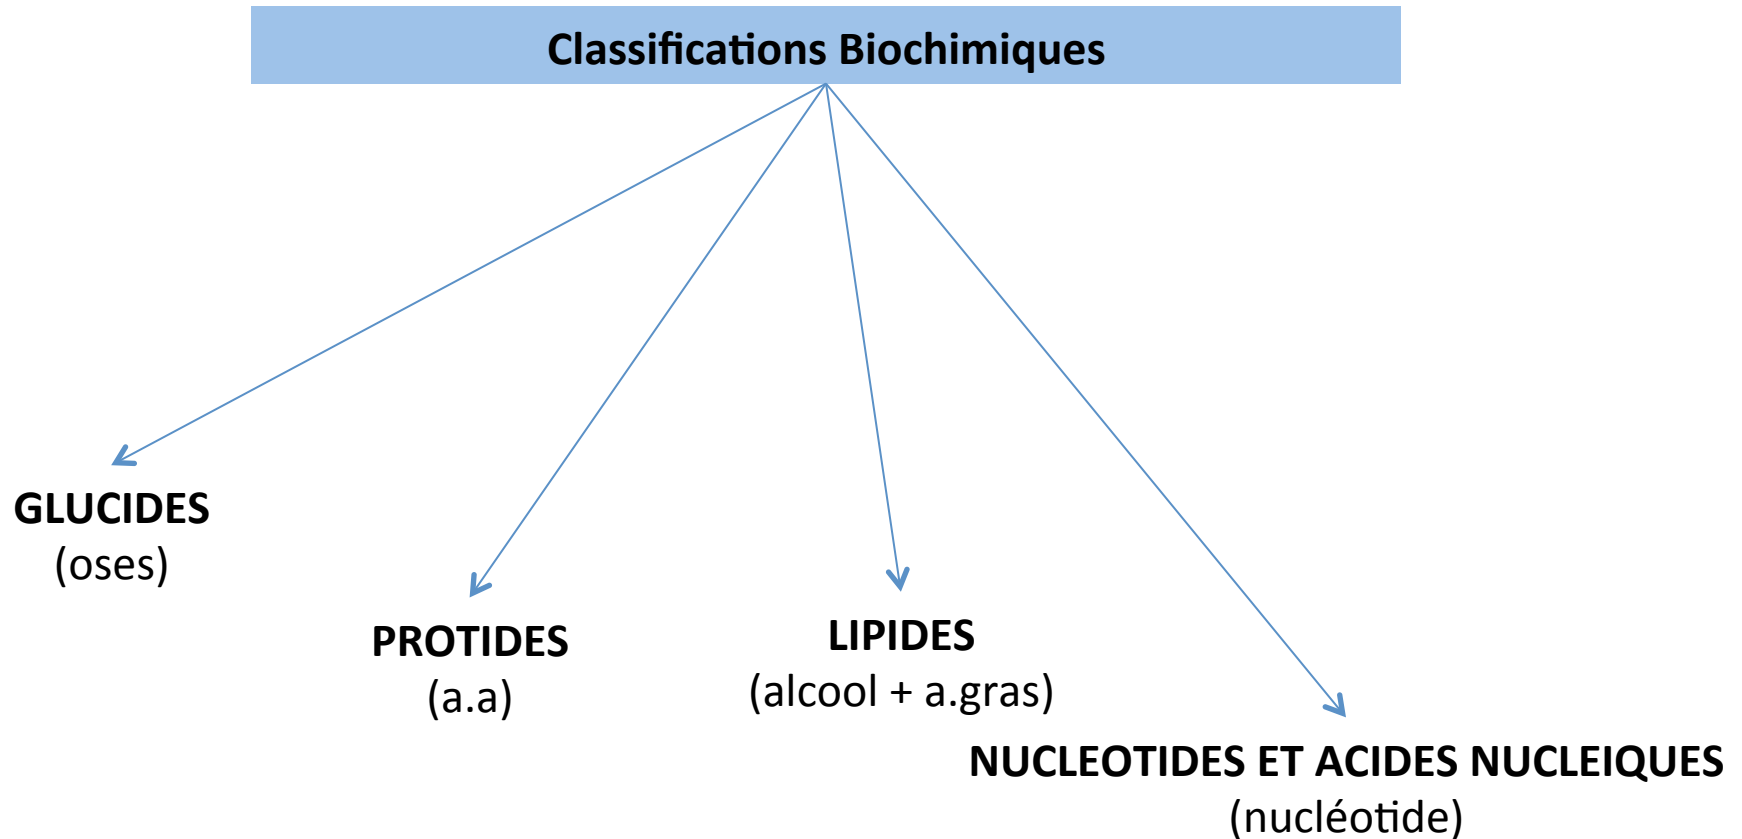 Classifications Biochimiques
GLUCIDES
(oses)
PROTIDES
(a.a)
LIPIDES
(alcool + a.gras)
NUCLEOTIDES ET ACIDES NUCLEIQUES
(nucléotide)